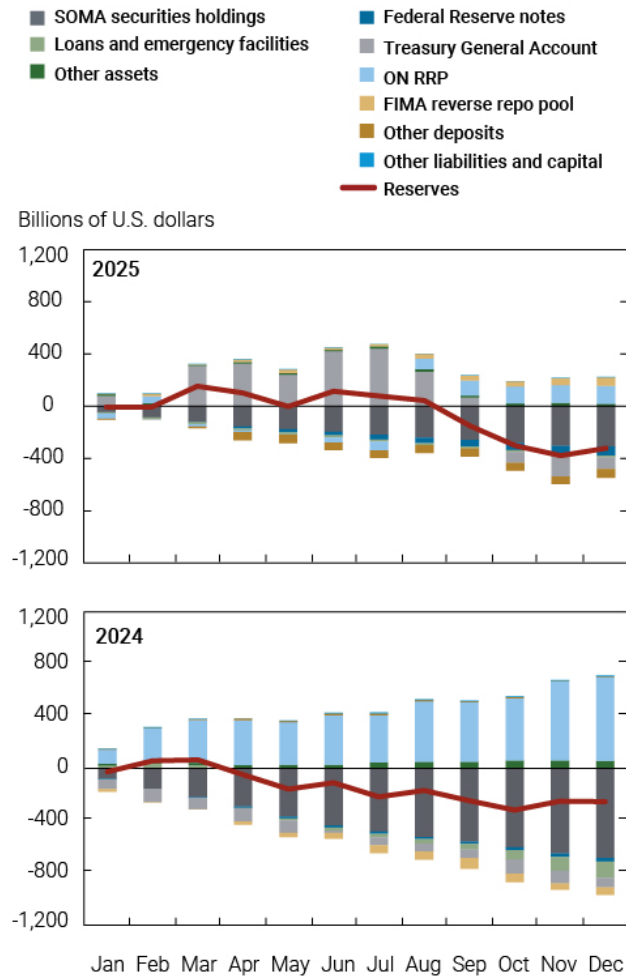 SOMA securities holdings
Loans and emergency facilities
Other assets
Federal Reserve notes
Treasury General Account
ON RRP
FIMA reverse repo pool
Other deposits
Other liabilities and capital
Reserves
Billions of U.S. dollars
1,200
2025
800
400
0
-400
-800
-1,200
1,200
2024
800
400
0
-400
-800
-1,200
Jan Feb Mar Apr May Jun Jul Aug Sep Oct Nov Dec